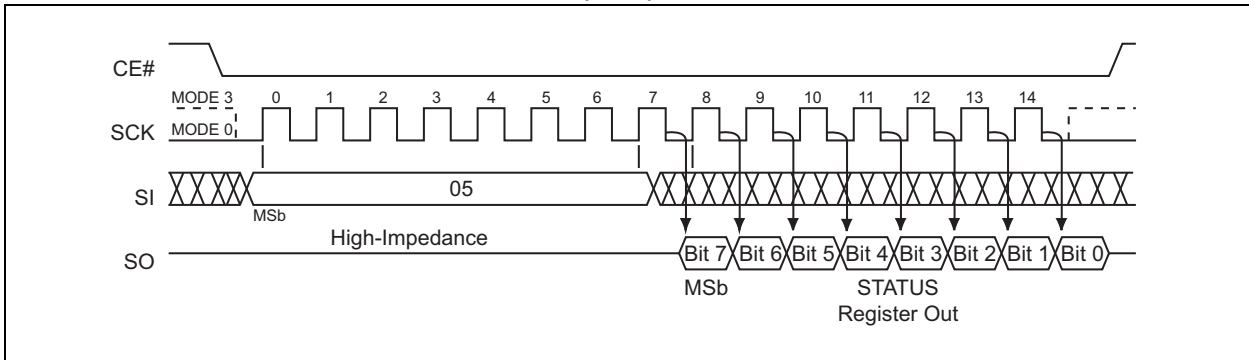 CE#
MODE 3 0 1 2 3 4 5 6 7 8 9 10 11 12 13 14
SCK MODE 0
SI 05
MSb
High-Impedance
SO Bit 7 Bit 6 Bit 5 Bit 4 Bit 3 Bit 2 Bit 1 Bit 0
MSb STATUS
Register Out